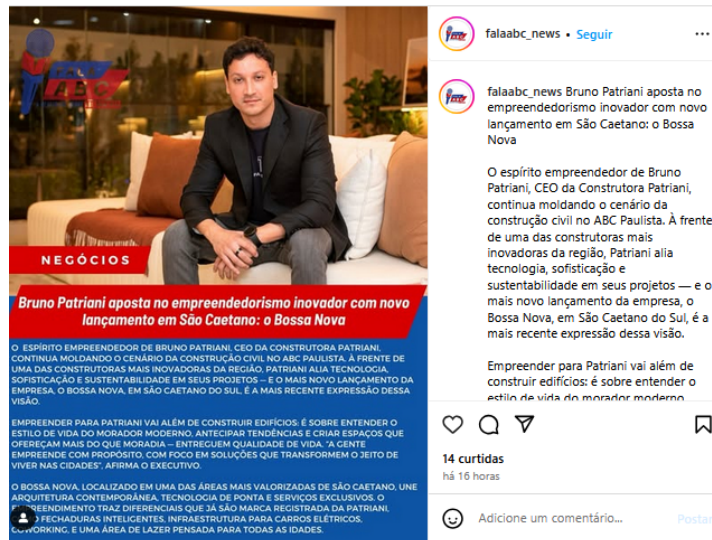 FALA
ABC
NEGÓCIOS
Bruno Patriani aposta no empreendedorismo inovador com novo
lançamento em São Caetano: o Bossa Nova
O ESPÍRITO EMPREENDEDOR DE BRUNO PATRIANI, CEO DA CONSTRUTORA PATRIANI,
CONTINUA MOLDANDO O CENÁRIO DA CONSTRUÇÃO CIVIL NO ABC PAULISTA. À FRENTE DE
UMA DAS CONSTRUTORAS MAIS INOVADORAS DA REGIÃO, PATRIANI ALIA TECNOLOGIA,
SOFISTICAÇÃO E SUSTENTABILIDADE EM SEUS PROJETOS — E O MAIS NOVO LANÇAMENTO DA
EMPRESA, O BOSSA NOVA, EM SÃO CAETANO DO SUL, É A MAIS RECENTE EXPRESSÃO DESSA
VISÃO.
EMPREENDER PARA PATRIANI VAI ALÉM DE CONSTRUIR EDIFÍCIOS: É SOBRE ENTENDER O
ESTILO DE VIDA DO MORADOR MODERNO, ANTECIPAR TENDÊNCIAS E CRIAR ESPAÇOS QUE
OFEREÇAM MAIS DO QUE MORADIA — ENTREGUEM QUALIDADE DE VIDA. "A GENTE
EMPREENDE COM PROPÓSITO, COM FOCO EM SOLUÇÕES QUE TRANSFORMEM O JEITO DE
VIVER NAS CIDADES", AFIRMA O EXECUTIVO.
O BOSSA NOVA, LOCALIZADO EM UMA DAS ÁREAS MAIS VALORIZADAS DE SÃO CAETANO, UNE
ARQUITETURA CONTEMPORÂNEA, TECNOLOGIA DE PONTA E SERVIÇOS EXCLUSIVOS. O
EENDIMENTO TRAZ DIFERENCIAIS QUE JÁ SÃO MARCA REGISTRADA DA PATRIANI,
FECHADURAS INTELIGENTES, INFRAESTRUTURA PARA CARROS ELÉTRICOS,
COWORKING, E UMA ÁREA DE LAZER PENSADA PARA TODAS AS IDADES.
falaabc_news • Seguir
falaabc_news Bruno Patriani aposta no
empreendedorismo inovador com novo
lançamento em São Caetano: o Bossa
Nova
O espírito empreendedor de Bruno
Patriani, CEO da Construtora Patriani,
continua moldando o cenário da
construção civil no ABC Paulista. À frente
de uma das construtoras mais
inovadoras da região, Patriani alia
tecnologia, sofisticação e
sustentabilidade em seus projetos — e o
mais novo lançamento da empresa, o
Bossa Nova, em São Caetano do Sul, é a
mais recente expressão dessa visão.
Empreender para Patriani vai além de
construir edifícios: é sobre entender o
estilo de vida do morador moderno
14 curtidas
há 16 horas
Adicione um comentário...
Postar